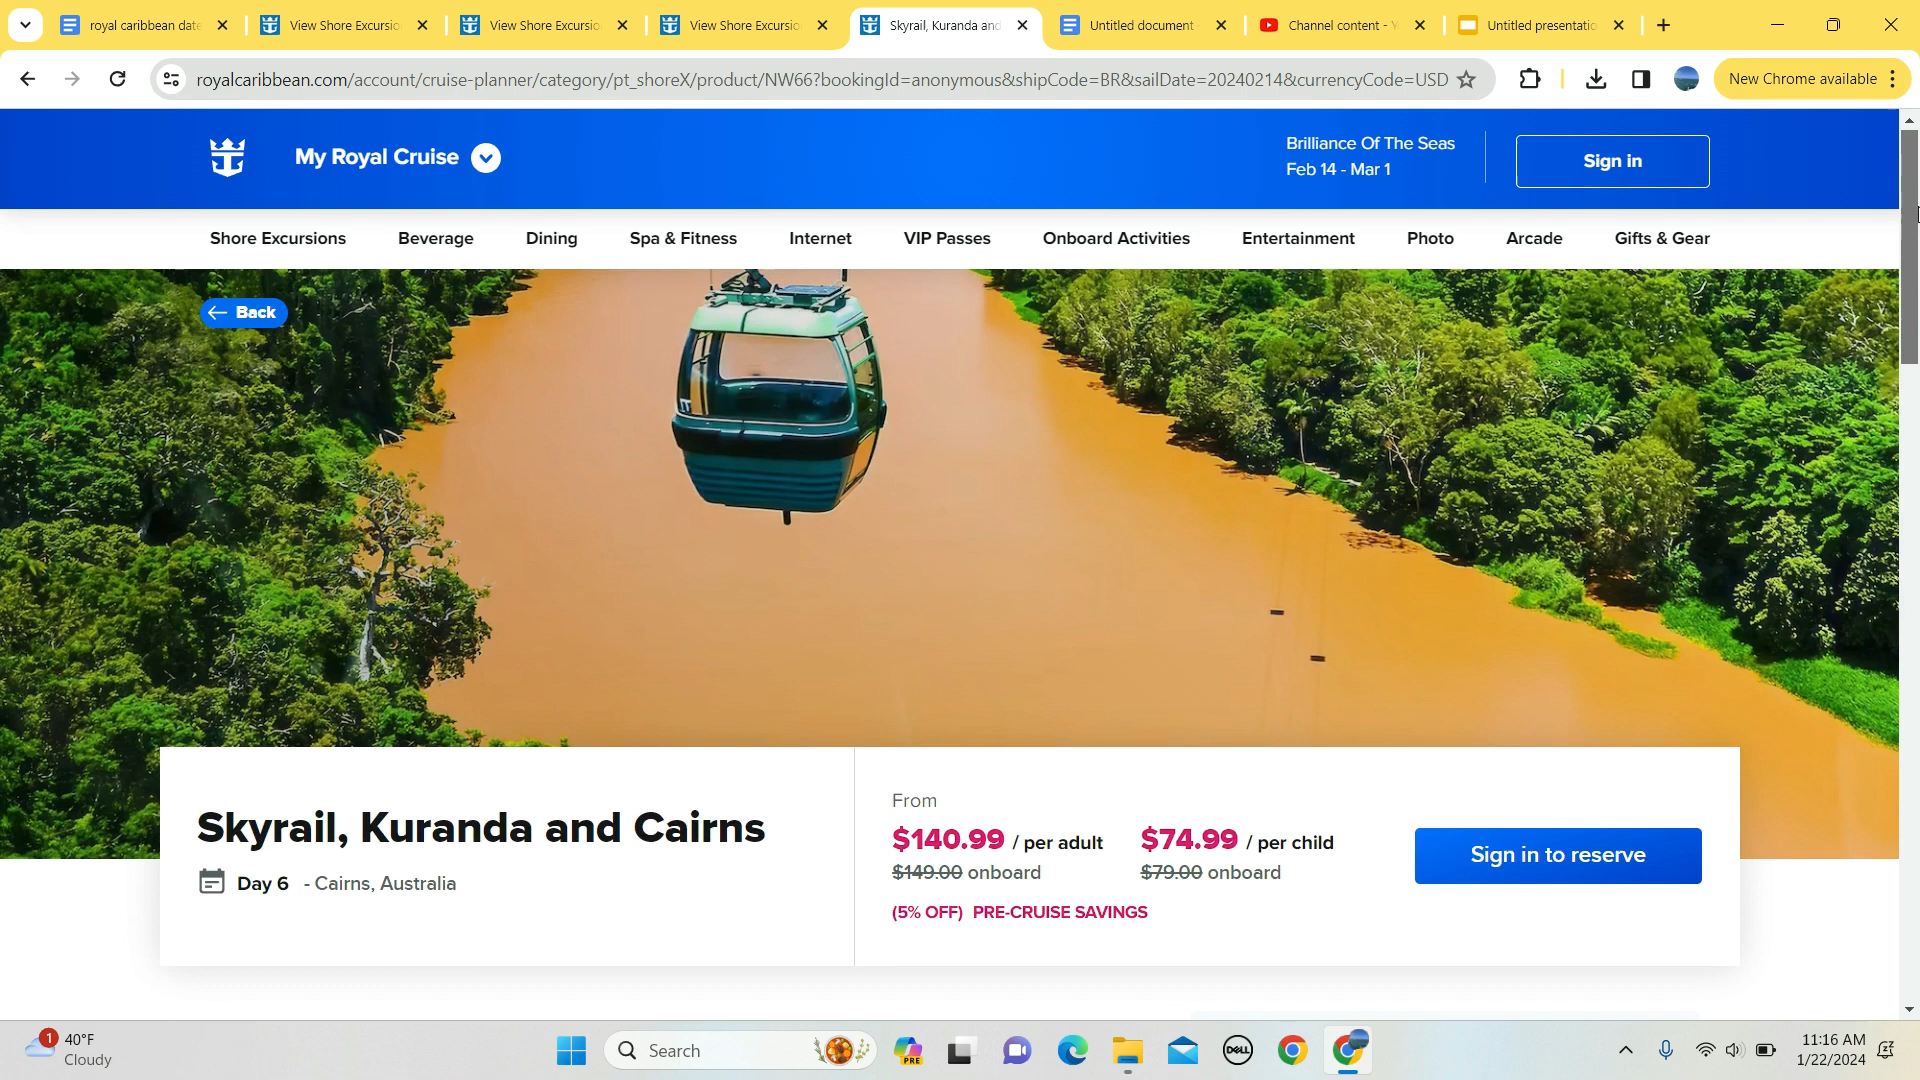 royal caribbean date
View Shore Excursio
View Shore Excursio
View Shore Excursio
Skyrail, Kuranda and
Untitled document
Channel content - Y
Untitled presentatio
royalcaribbean.com/account/cruise-planner/category/pt_shoreX/product/NW66?bookingId=anonymous&shipCode=BR&sailDate=20240214&currencyCode=USD
New Chrome available
My Royal Cruise
Brilliance Of The Seas
Feb 14 - Mar 1
Sign in
Shore Excursions
Beverage
Dining
Spa & Fitness
Internet
VIP Passes
Onboard Activities
Entertainment
Photo
Arcade
Gifts & Gear
Back
Skyrail, Kuranda and Cairns
Day 6 - Cairns, Australia
From
$140.99 / per adult
$149.00 onboard
$74.99 / per child
$79.00 onboard
(5% OFF) PRE-CRUISE SAVINGS
Sign in to reserve
1
40°F
Cloudy
Search
PRE
DELL
11:16 AM
1/22/2024